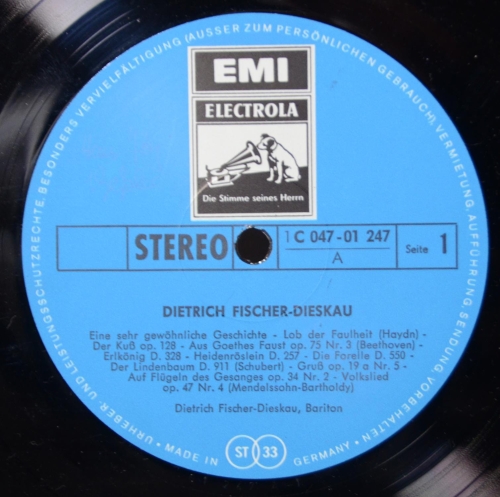 URHEBER- UND LEISTUNGSSCHUTZRECHTE, BESONDERS VERVIELFÄLTIGUNG (AUSSER ZUM PERSÖNLICHEN GEBRAUCH), VERMIETUNG, AUFFÜHRUNG, SENDUNG, VORBEHALTEN
EMI
ELECTROLA
Die Stimme seines Herrn
STEREO
1 C 047-01 247
A
Seite 1
DIETRICH FISCHER-DIESKAU
Eine sehr gewöhnliche Geschichte - Lob der Faulheit (Haydn) -
Der Kuß op. 128 - Aus Goethes Faust op. 75 Nr. 3 (Beethoven) -
Erlkönig D. 328 - Heidenröslein D. 257 - Die Forelle D. 550 -
Der Lindenbaum D. 911 (Schubert) - Gruß op. 19 a Nr. 5 -
Auf Flügeln des Gesanges op. 34 Nr. 2 - Volkslied
op. 47 Nr. 4 (Mendelssohn-Bartholdy)
Dietrich Fischer-Dieskau, Bariton
MADE IN
ST 33
GERMANY